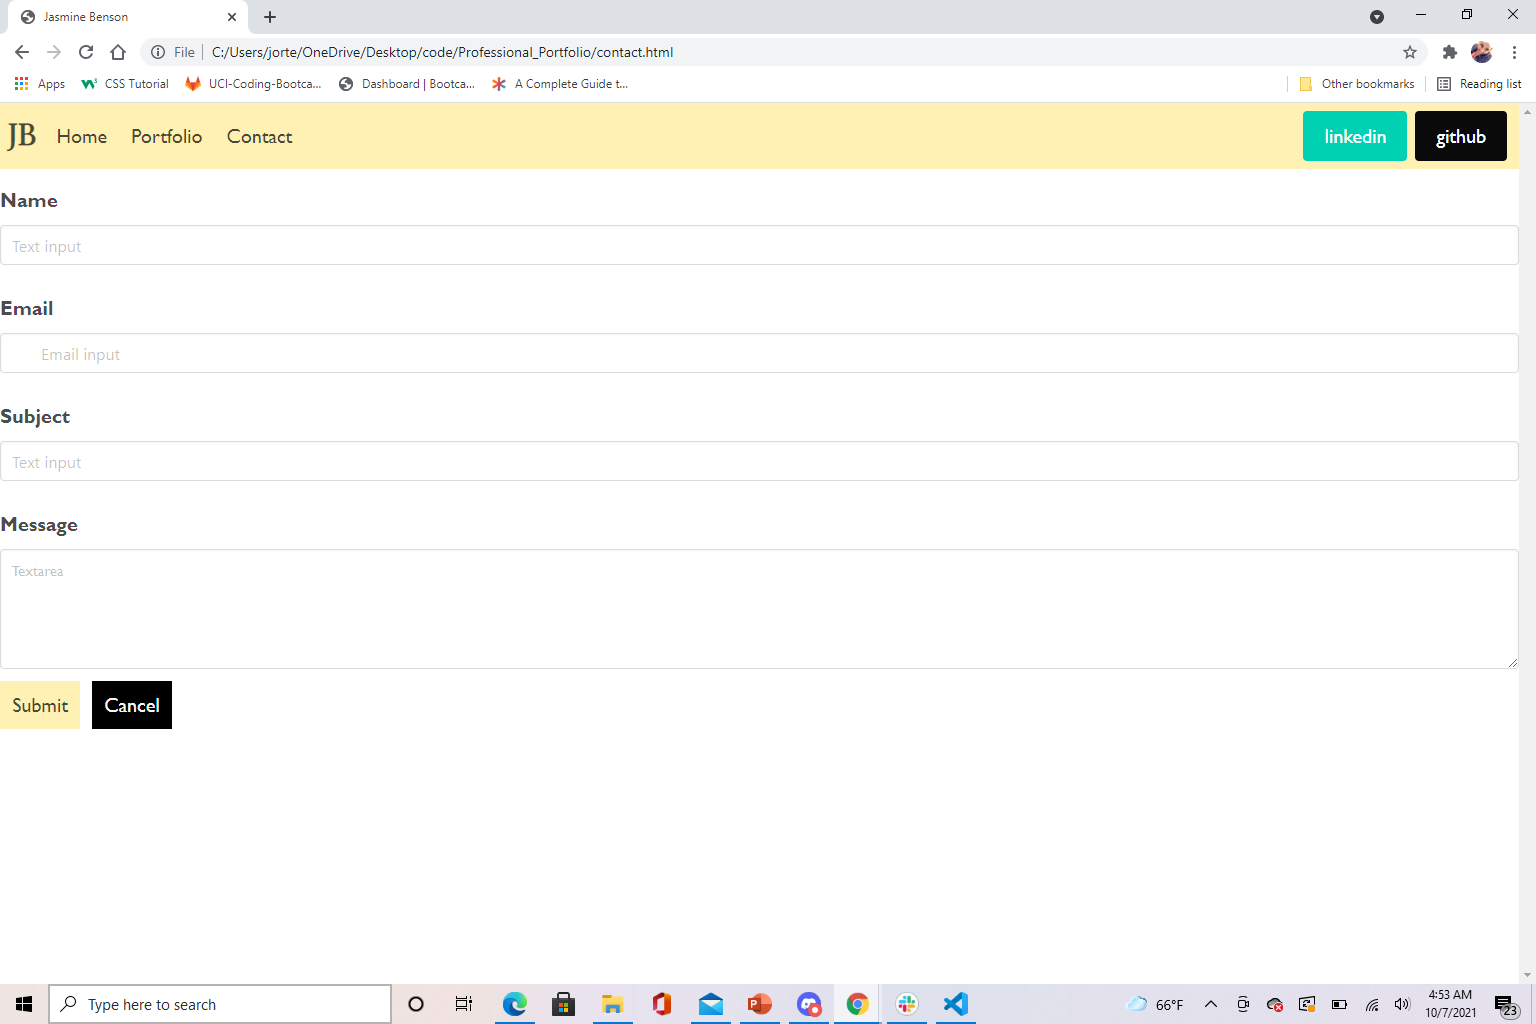 Jasmine Benson
File C:/Users/jorte/OneDrive/Desktop/code/Professional_Portfolio/contact.html
Apps CSS Tutorial UCI-Coding-Bootca... Dashboard | Bootca... A Complete Guide t... Other bookmarks Reading list
JB Home Portfolio Contact linkedin github
Name
Text input
Email
Email input
Subject
Text input
Message
Textarea
Submit Cancel
Type here to search 66°F 4:53 AM
10/7/2021 23